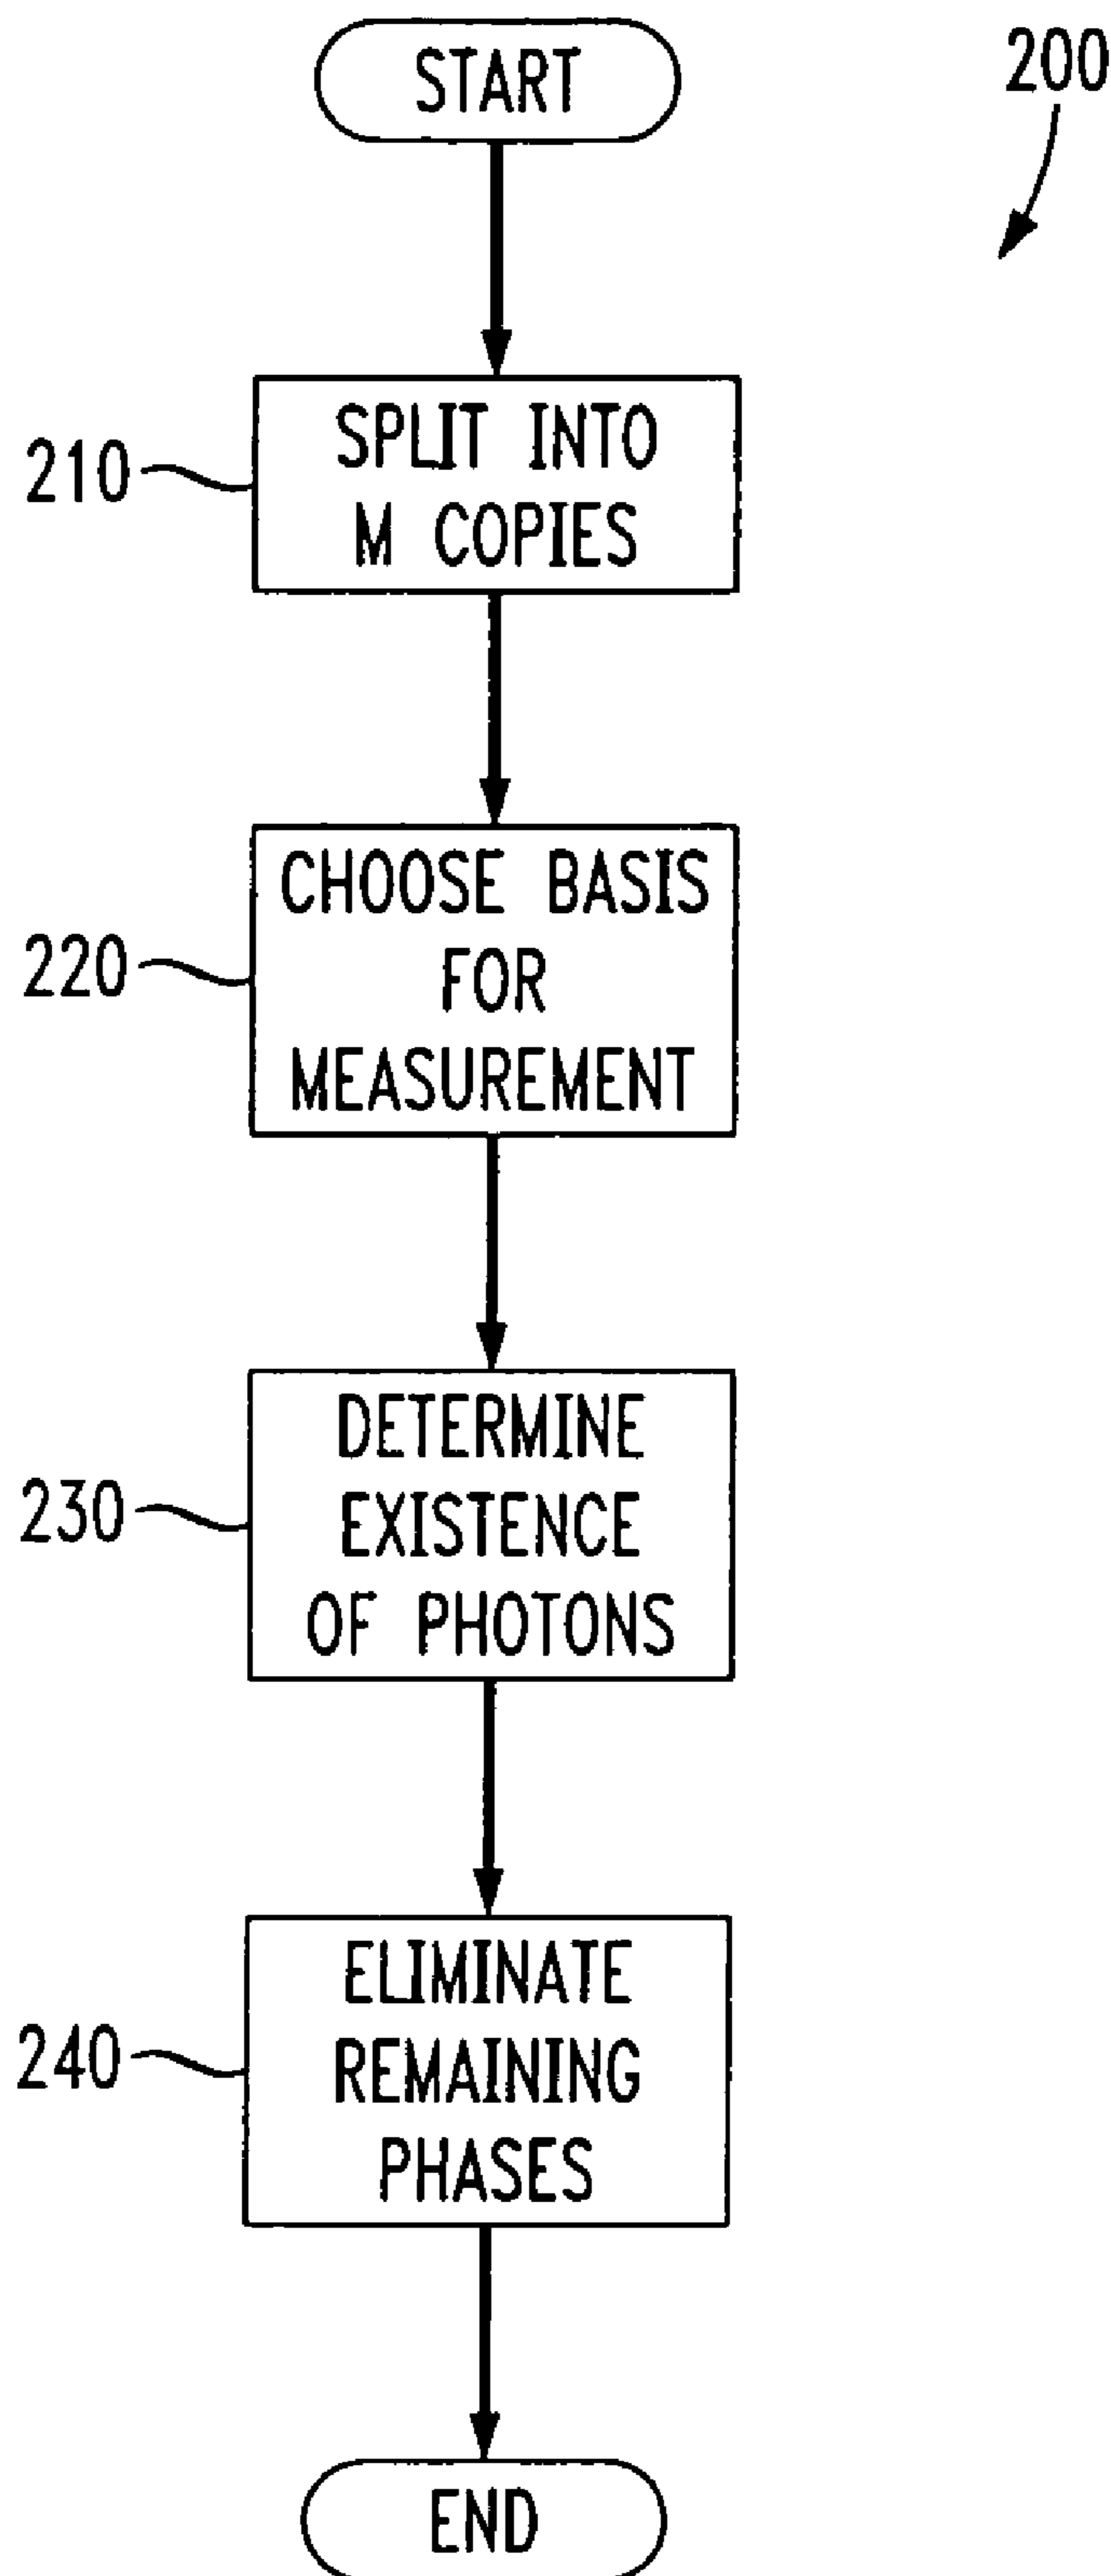 START
200
210
SPLIT INTO
M COPIES
220
CHOOSE BASIS
FOR
MEASUREMENT
230
DETERMINE
EXISTENCE
OF PHOTONS
240
ELIMINATE
REMAINING
PHASES
END